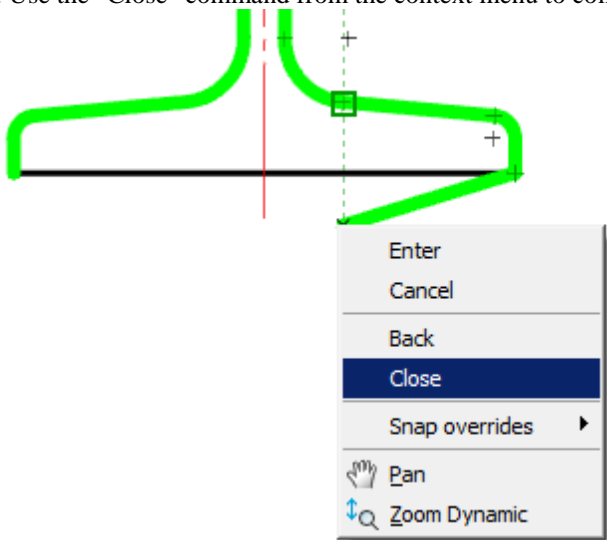 Use the "Close" command from the context menu to
Enter
Cancel
Back
Close
Snap overrides
Pan
Zoom Dynamic